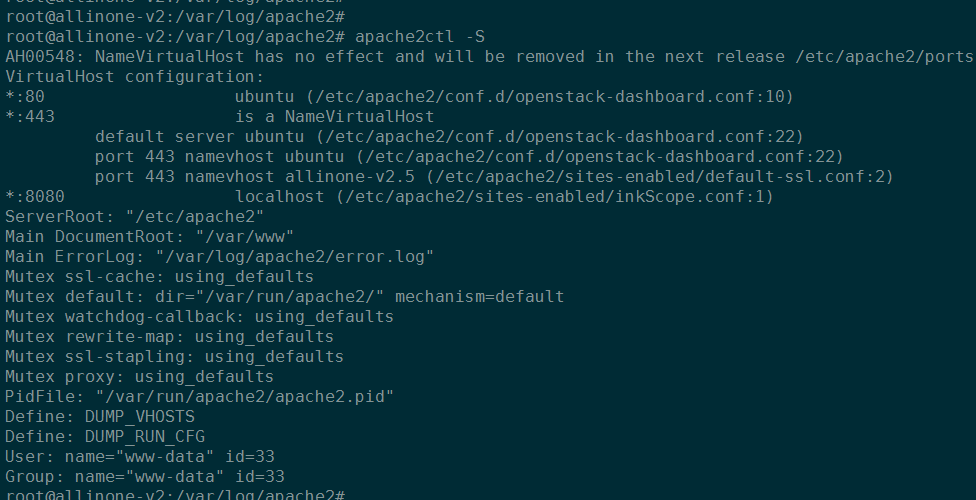 root@allinone-v2:/var/log/apache2#
root@allinone-v2:/var/log/apache2#
root@allinone-v2:/var/log/apache2# apache2ctl -S
AH00548: NameVirtualHost has no effect and will be removed in the next release /etc/apache2/ports
VirtualHost configuration:
*:80                   ubuntu (/etc/apache2/conf.d/openstack-dashboard.conf:10)
*:443                  is a NameVirtualHost
         default server ubuntu (/etc/apache2/conf.d/openstack-dashboard.conf:22)
         port 443 namevhost ubuntu (/etc/apache2/conf.d/openstack-dashboard.conf:22)
         port 443 namevhost allinone-v2.5 (/etc/apache2/sites-enabled/default-ssl.conf:2)
*:8080                 localhost (/etc/apache2/sites-enabled/inkScope.conf:1)
ServerRoot: "/etc/apache2"
Main DocumentRoot: "/var/www"
Main ErrorLog: "/var/log/apache2/error.log"
Mutex ssl-cache: using_defaults
Mutex default: dir="/var/run/apache2/" mechanism=default
Mutex watchdog-callback: using_defaults
Mutex rewrite-map: using_defaults
Mutex ssl-stapling: using_defaults
Mutex proxy: using_defaults
PidFile: "/var/run/apache2/apache2.pid"
Define: DUMP_VHOSTS
Define: DUMP_RUN_CFG
User: name="www-data" id=33
Group: name="www-data" id=33
root@allinone-v2:/var/log/apache2#